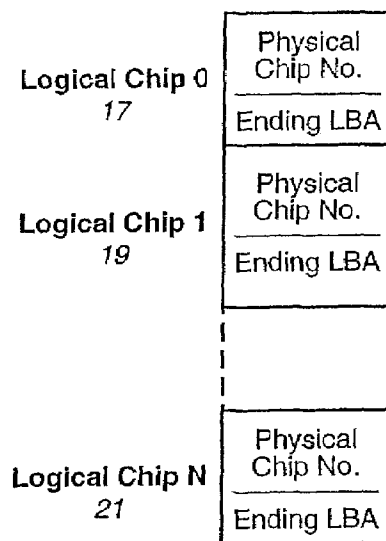 Logical Chip 0
17
Physical
Chip No.
Ending LBA
Logical Chip 1
19
Physical
Chip No.
Ending LBA
Logical Chip N
21
Physical
Chip No.
Ending LBA